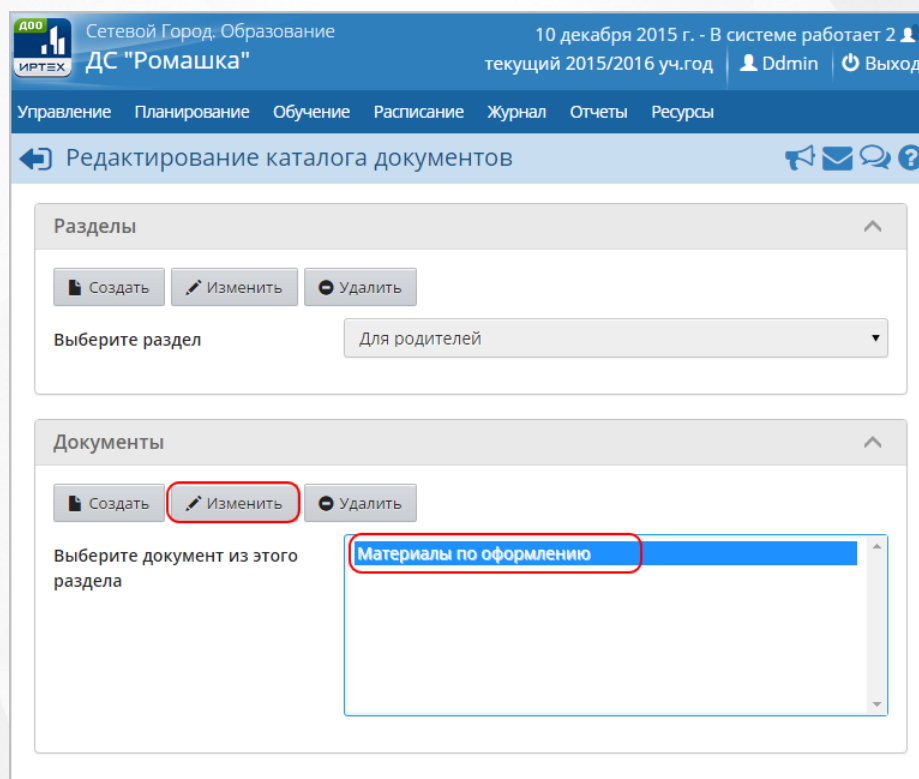 ДОО
ИРТЕХ
Сетевой Город. Образование
ДС "Ромашка"
10 декабря 2015 г. - В системе работает 2
текущий 2015/2016 уч.год Ddmin Выход
Управление Планирование Обучение Расписание Журнал Отчеты Ресурсы
Редактирование каталога документов
Разделы
Создать Изменить Удалить
Выберите раздел Для родителей
Документы
Создать Изменить Удалить
Выберите документ из этого
раздела
Материалы по оформлению